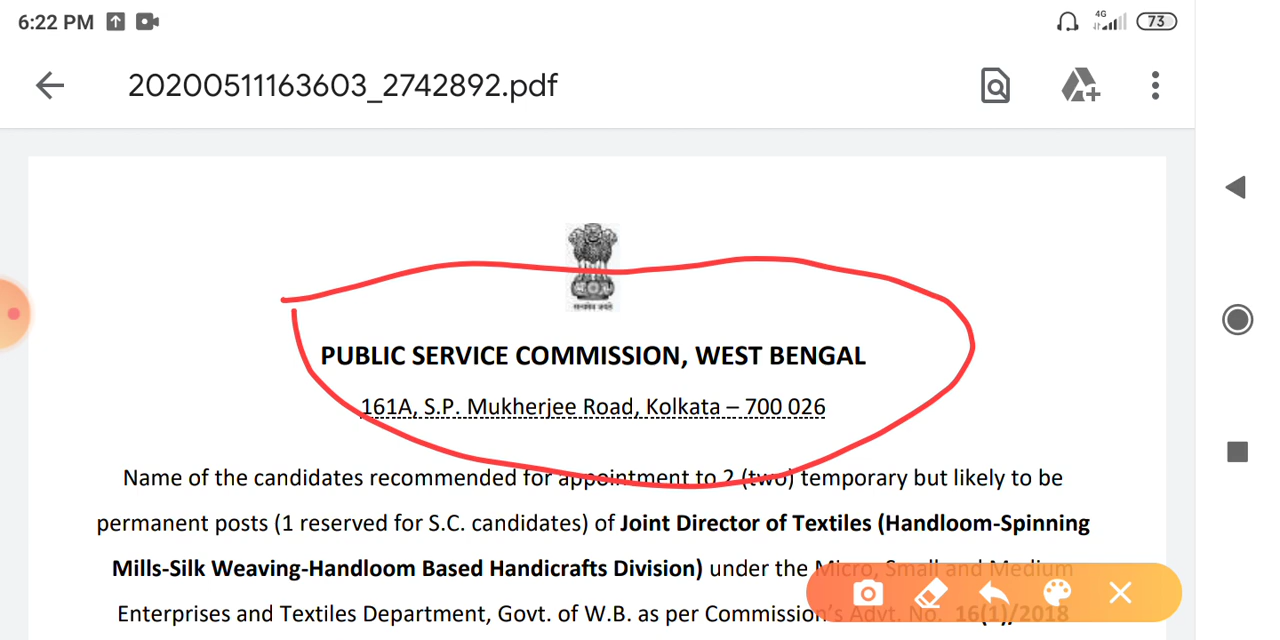 6:22 PM
4G
73
20200511163603_2742892.pdf
सत्यमेव जयते
PUBLIC SERVICE COMMISSION, WEST BENGAL
161A, S.P. Mukherjee Road, Kolkata – 700 026
Name of the candidates recommended for appointment to 2 (two) temporary but likely to be
permanent posts (1 reserved for S.C. candidates) of Joint Director of Textiles (Handloom-Spinning
Mills-Silk Weaving-Handloom Based Handicrafts Division) under the Micro, Small and Medium
Enterprises and Textiles Department, Govt. of W.B. as per Commission's Advt. No. 16(1)/2018